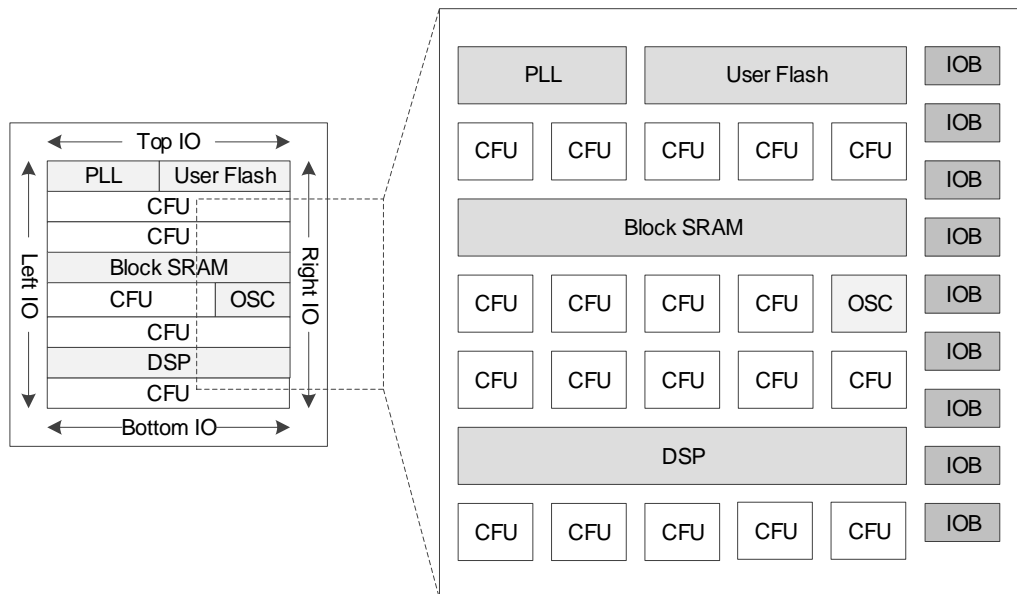 Top IO
PLL User Flash
CFU
CFU
Block SRAM
CFU OSC
CFU
DSP
CFU
Bottom IO
Left IO
Right IO
PLL User Flash IOB
CFU CFU CFU CFU CFU IOB
IOB
Block SRAM IOB
CFU CFU CFU CFU OSC IOB
CFU CFU CFU CFU CFU IOB
IOB
DSP IOB
CFU CFU CFU CFU CFU IOB